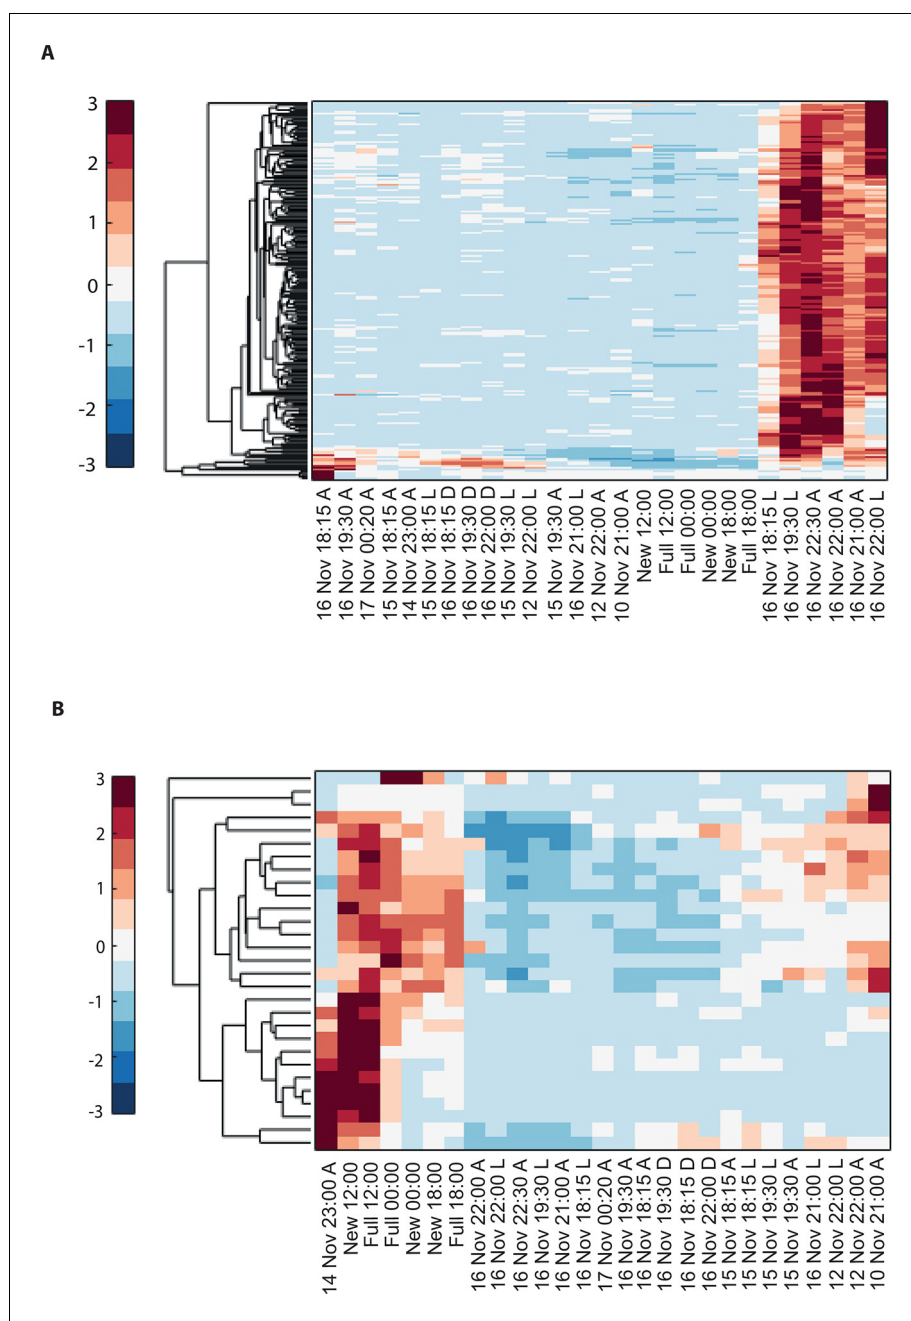 A
3
2
1
0
-1
-2
-3
16 Nov 18:15 A
16 Nov 19:30 A
17 Nov 00:20 A
15 Nov 18:15 A
14 Nov 23:00 A
15 Nov 18:15 L
16 Nov 18:15 D
16 Nov 19:30 D
16 Nov 22:00 D
15 Nov 19:30 L
12 Nov 22:00 L
15 Nov 19:30 A
16 Nov 21:00 L
12 Nov 22:00 A
10 Nov 21:00 A
New 12:00
Full 12:00
Full 00:00
New 00:00
New 18:00
Full 18:00
16 Nov 18:15 L
16 Nov 19:30 L
16 Nov 22:30 A
16 Nov 22:00 A
16 Nov 21:00 A
16 Nov 22:00 L
B
3
2
1
0
-1
-2
-3
14 Nov 23:00 A
New 12:00
Full 12:00
Full 00:00
New 00:00
New 18:00
Full 18:00
16 Nov 22:00 A
16 Nov 22:00 L
16 Nov 22:30 A
16 Nov 19:30 L
16 Nov 21:00 A
16 Nov 18:15 L
17 Nov 00:20 A
16 Nov 19:30 A
16 Nov 18:15 A
16 Nov 19:30 D
16 Nov 18:15 D
16 Nov 22:00 D
15 Nov 18:15 A
15 Nov 18:15 L
15 Nov 19:30 L
15 Nov 19:30 A
16 Nov 21:00 L
12 Nov 22:00 L
12 Nov 22:00 A
10 Nov 21:00 A